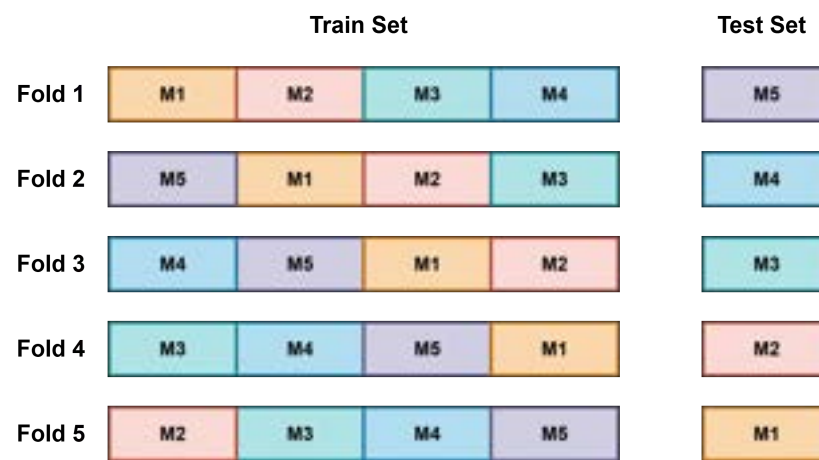 Train Set Test Set
Fold 1 M1 M2 M3 M4 M5
Fold 2 M5 M1 M2 M3 M4
Fold 3 M4 M5 M1 M2 M3
Fold 4 M3 M4 M5 M1 M2
Fold 5 M2 M3 M4 M5 M1